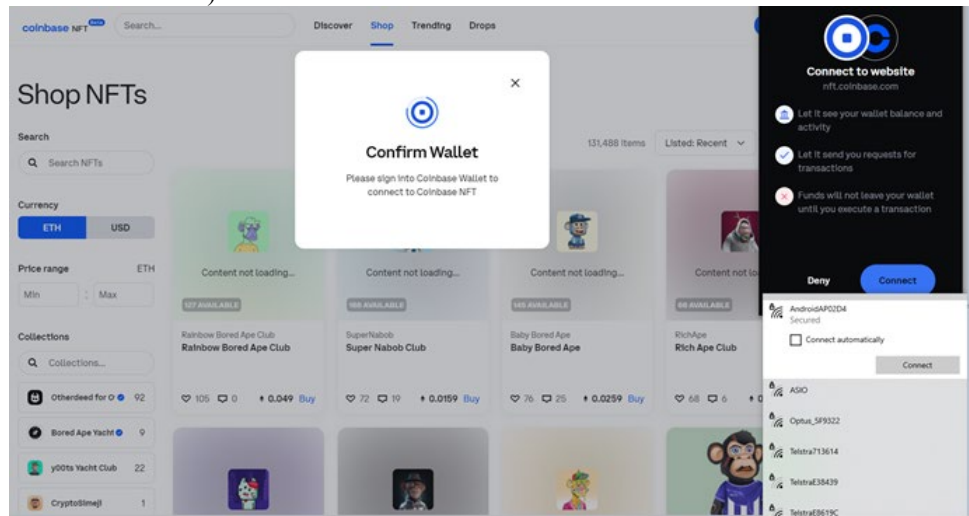 coinbase NFT Beta
Search...
Discover Shop Trending Drops
Shop NFTs
Search
Search NFTs
Currency
ETH USD
Price range ETH
Min : Max
Collections
Collections...
Otherdeed for O 92
Bored Ape Yacht 9
y00ts Yacht Club 22
CryptoSimeji 1
131,488 Items
Listed: Recent
Confirm Wallet
Please sign into Coinbase Wallet to
connect to Coinbase NFT
Content not loading...
127 AVAILABLE
Rainbow Bored Ape Club
Rainbow Bored Ape Club
105 0 0.049 Buy
Content not loading...
AVAILABLE
SuperNabob
Super Nabob Club
72 19 0.0159 Buy
Content not loading...
145 AVAILABLE
Baby Bored Ape
Baby Bored Ape
76 25 0.0259 Buy
Content not lo
AVAILABLE
RichApe
Rich Ape Club
68 6 0
Connect to website
nft.coinbase.com
Let it see your wallet balance and
activity
Let it send you requests for
transactions
Funds will not leave your wallet
until you execute a transaction
Deny Connect
AndroidAP02D4
Secured
Connect automatically
Connect
ASIO
Optus_5F9322
Telstra713614
TelstraE38439
TelstraE8619C